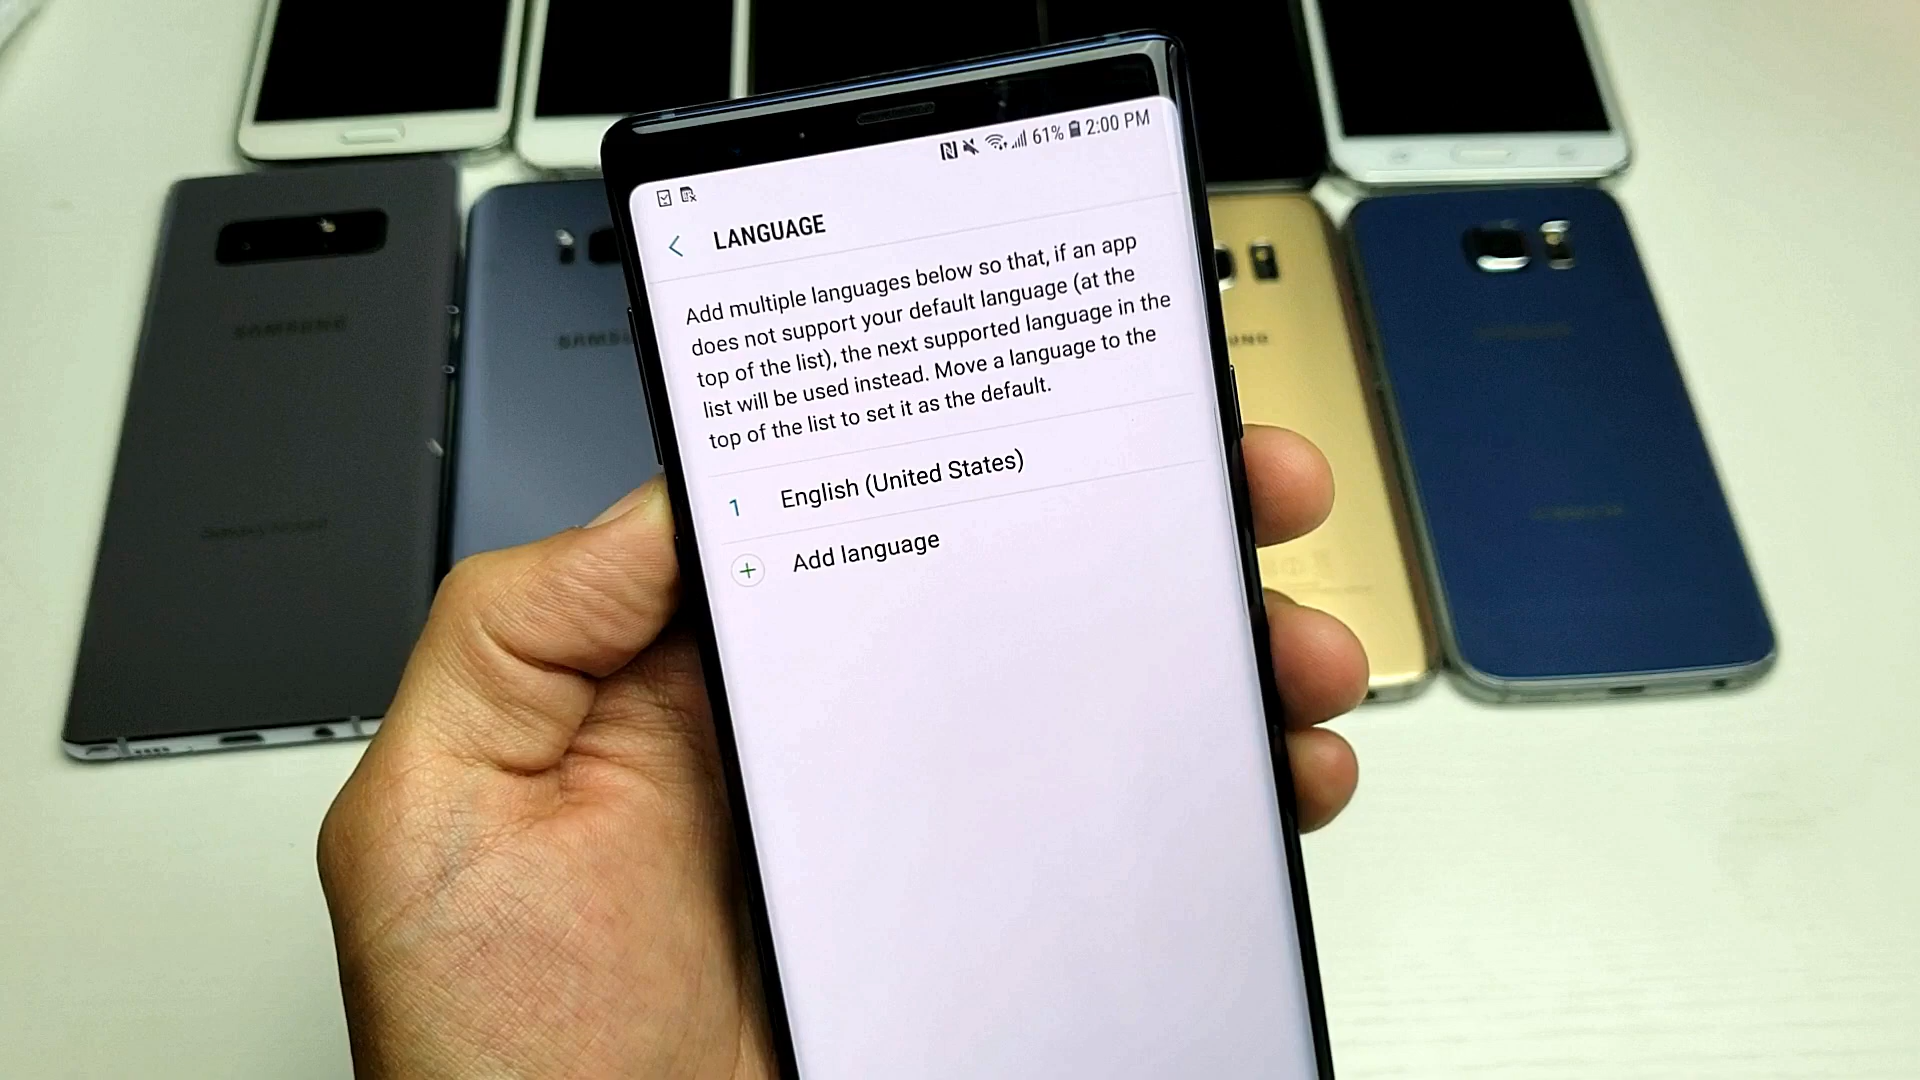 61% 2:00 PM
LANGUAGE
Add multiple languages below so that, if an app
does not support your default language (at the
top of the list), the next supported language in the
list will be used instead. Move a language to the
top of the list to set it as the default.
1 English (United States)
+ Add language
SAMSUNG
SAMSU
UNG